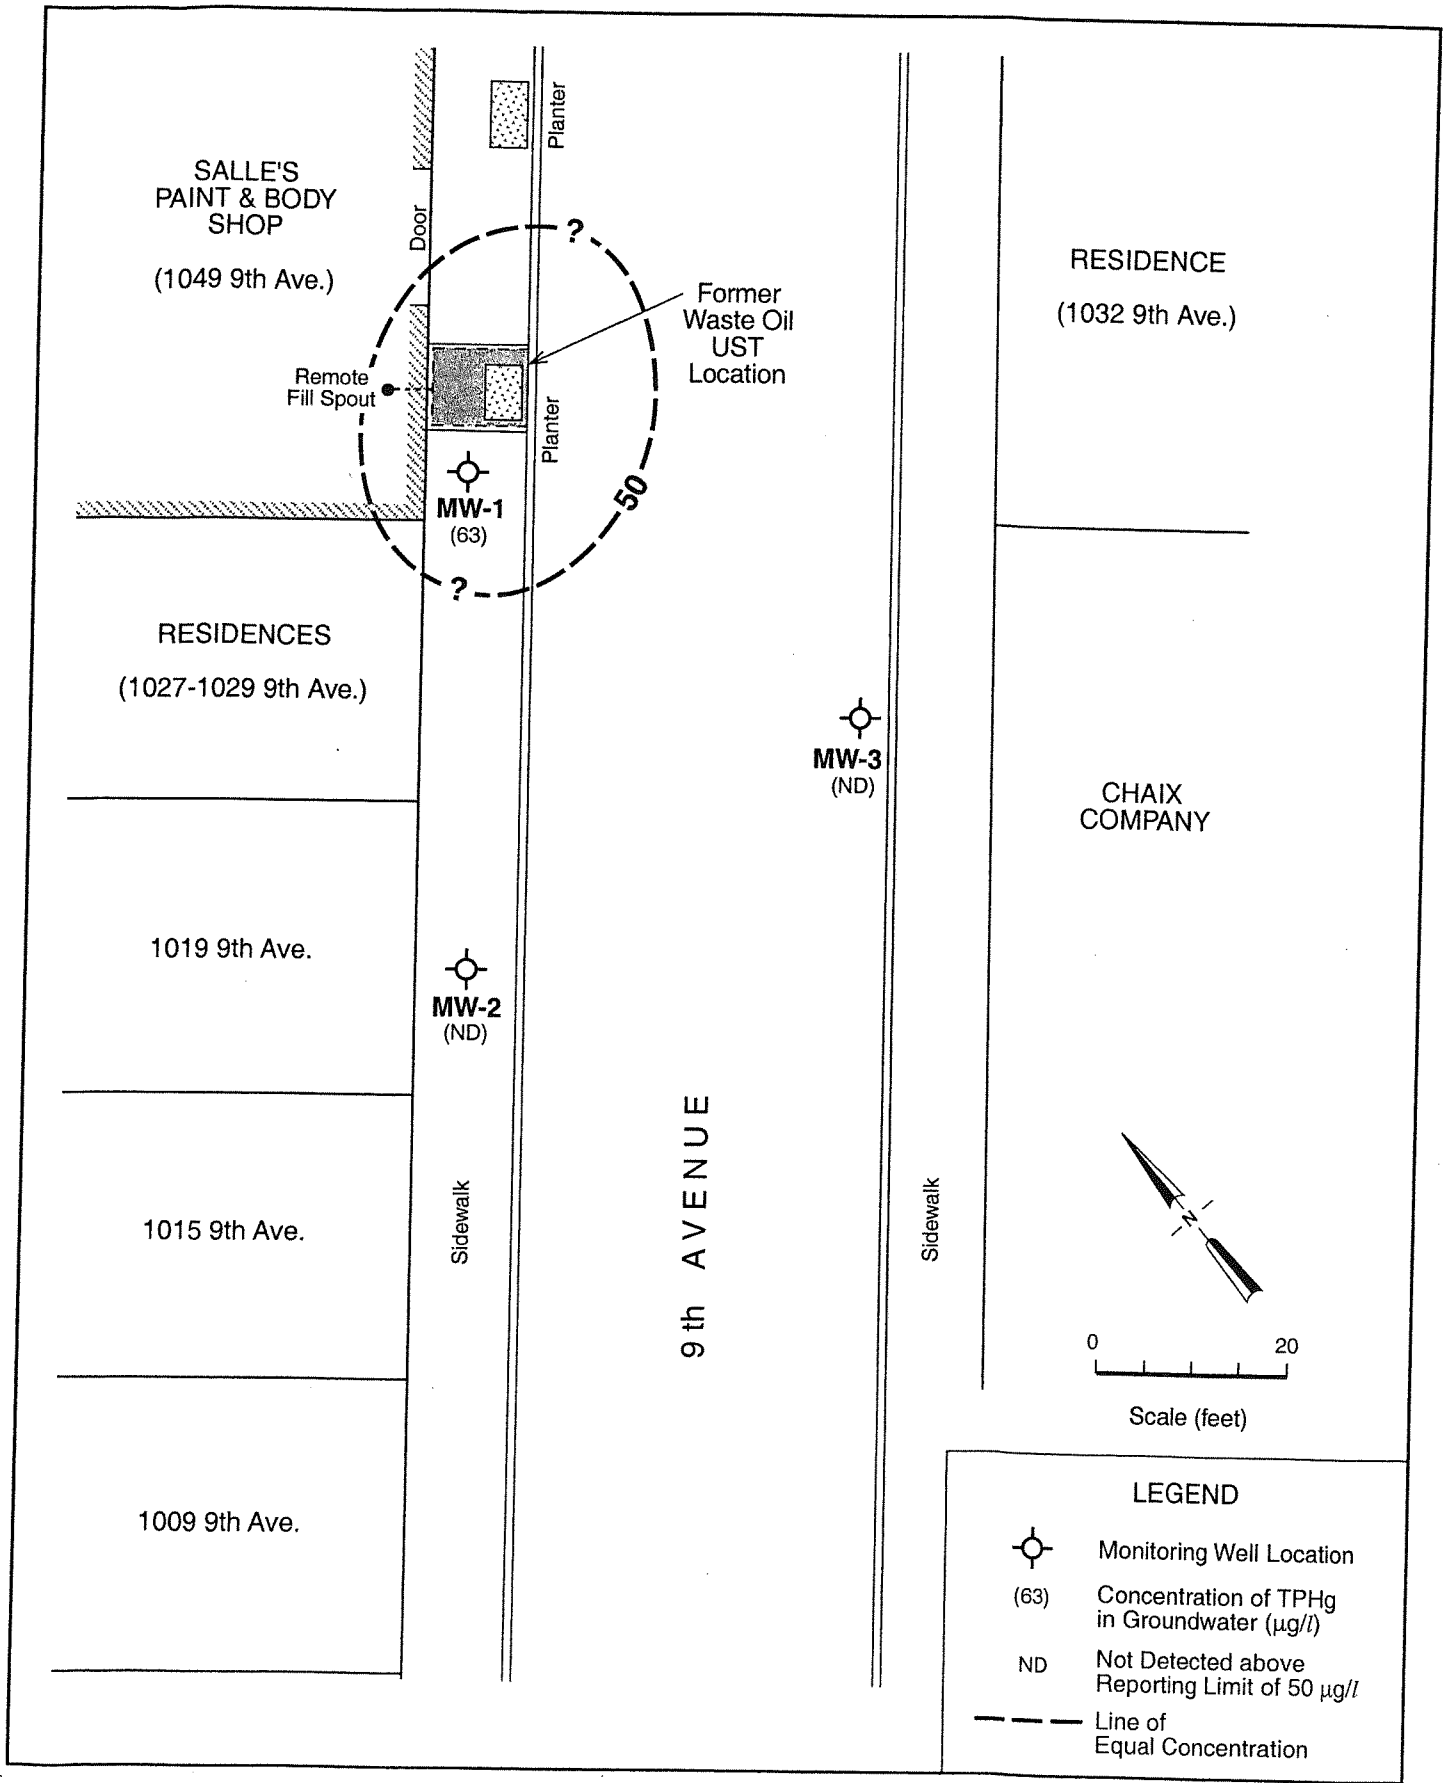 Planter
SALLE'S
PAINT & BODY
SHOP
(1049 9th Ave.)
Door
?
RESIDENCE
(1032 9th Ave.)
Former
Waste Oil
UST
Location
Remote
Fill Spout
Planter
50
MW-1
(63)
?
RESIDENCES
(1027-1029 9th Ave.)
MW-3
(ND)
CHAIX
COMPANY
1019 9th Ave.
MW-2
(ND)
9th AVENUE
Sidewalk
Sidewalk
1015 9th Ave.
N
0 20
Scale (feet)
1009 9th Ave.
LEGEND
Monitoring Well Location
(63) Concentration of TPHg
in Groundwater (µg/l)
ND Not Detected above
Reporting Limit of 50 µg/l
Line of
Equal Concentration